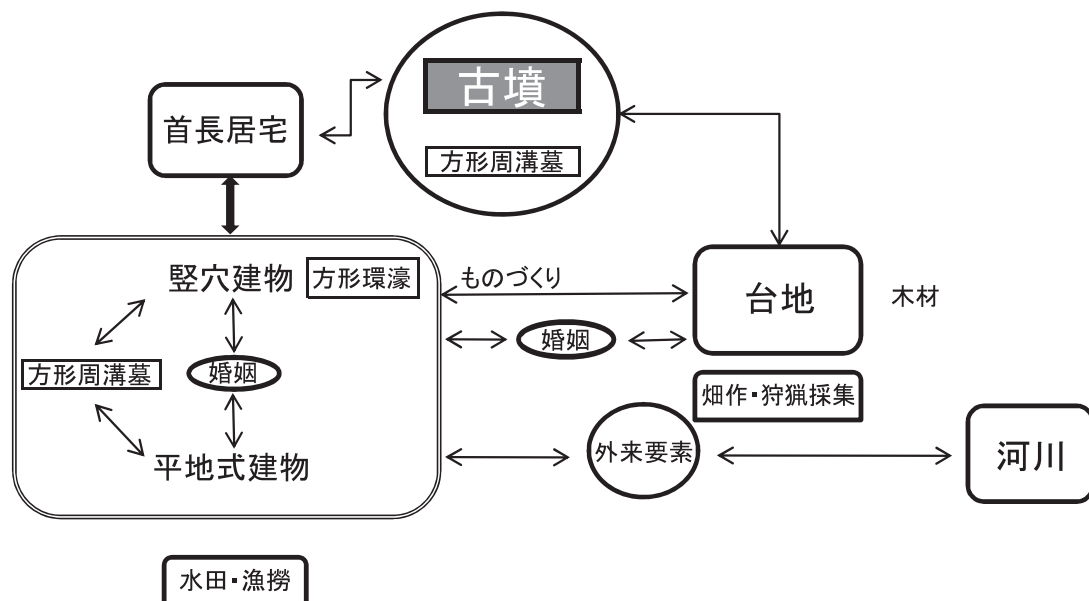 古墳
首長居宅
方形周溝墓
竪穴建物
方形環濠
ものづくり
台地
木材
婚姻
方形周溝墓
婚姻
畑作・狩猟採集
平地式建物
外来要素
河川
水田・漁撈